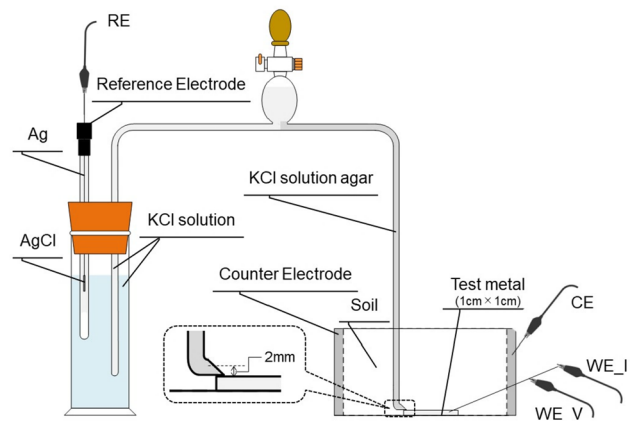 RE
Reference Electrode
Ag
KCl solution agar
KCl solution
AgCl
Counter Electrode
Test metal
(1cm×1cm)
Soil
CE
2mm
WE_I
WE_V